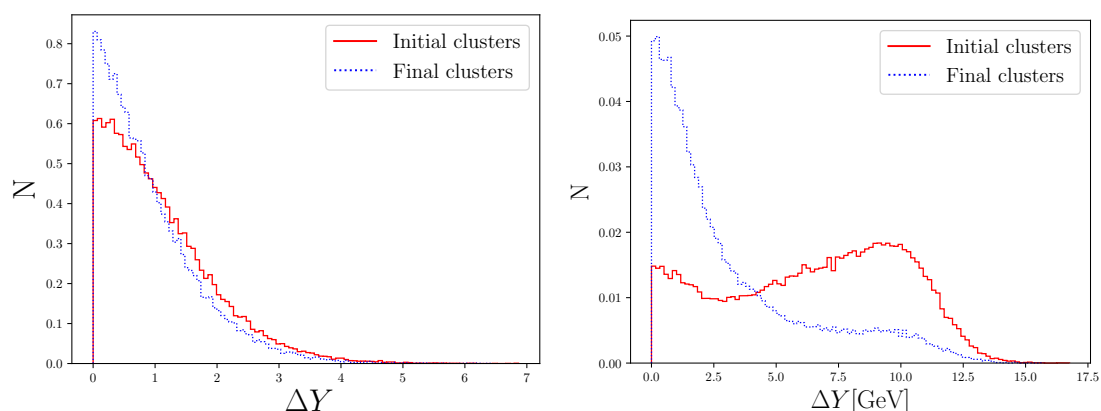 Initial clusters
Final clusters
N
0.8
0.7
0.6
0.5
0.4
0.3
0.2
0.1
0.0
0 1 2 3 4 5 6 7
ΔY
Initial clusters
Final clusters
N
0.05
0.04
0.03
0.02
0.01
0.00
0.0 2.5 5.0 7.5 10.0 12.5 15.0 17.5
ΔY[GeV]